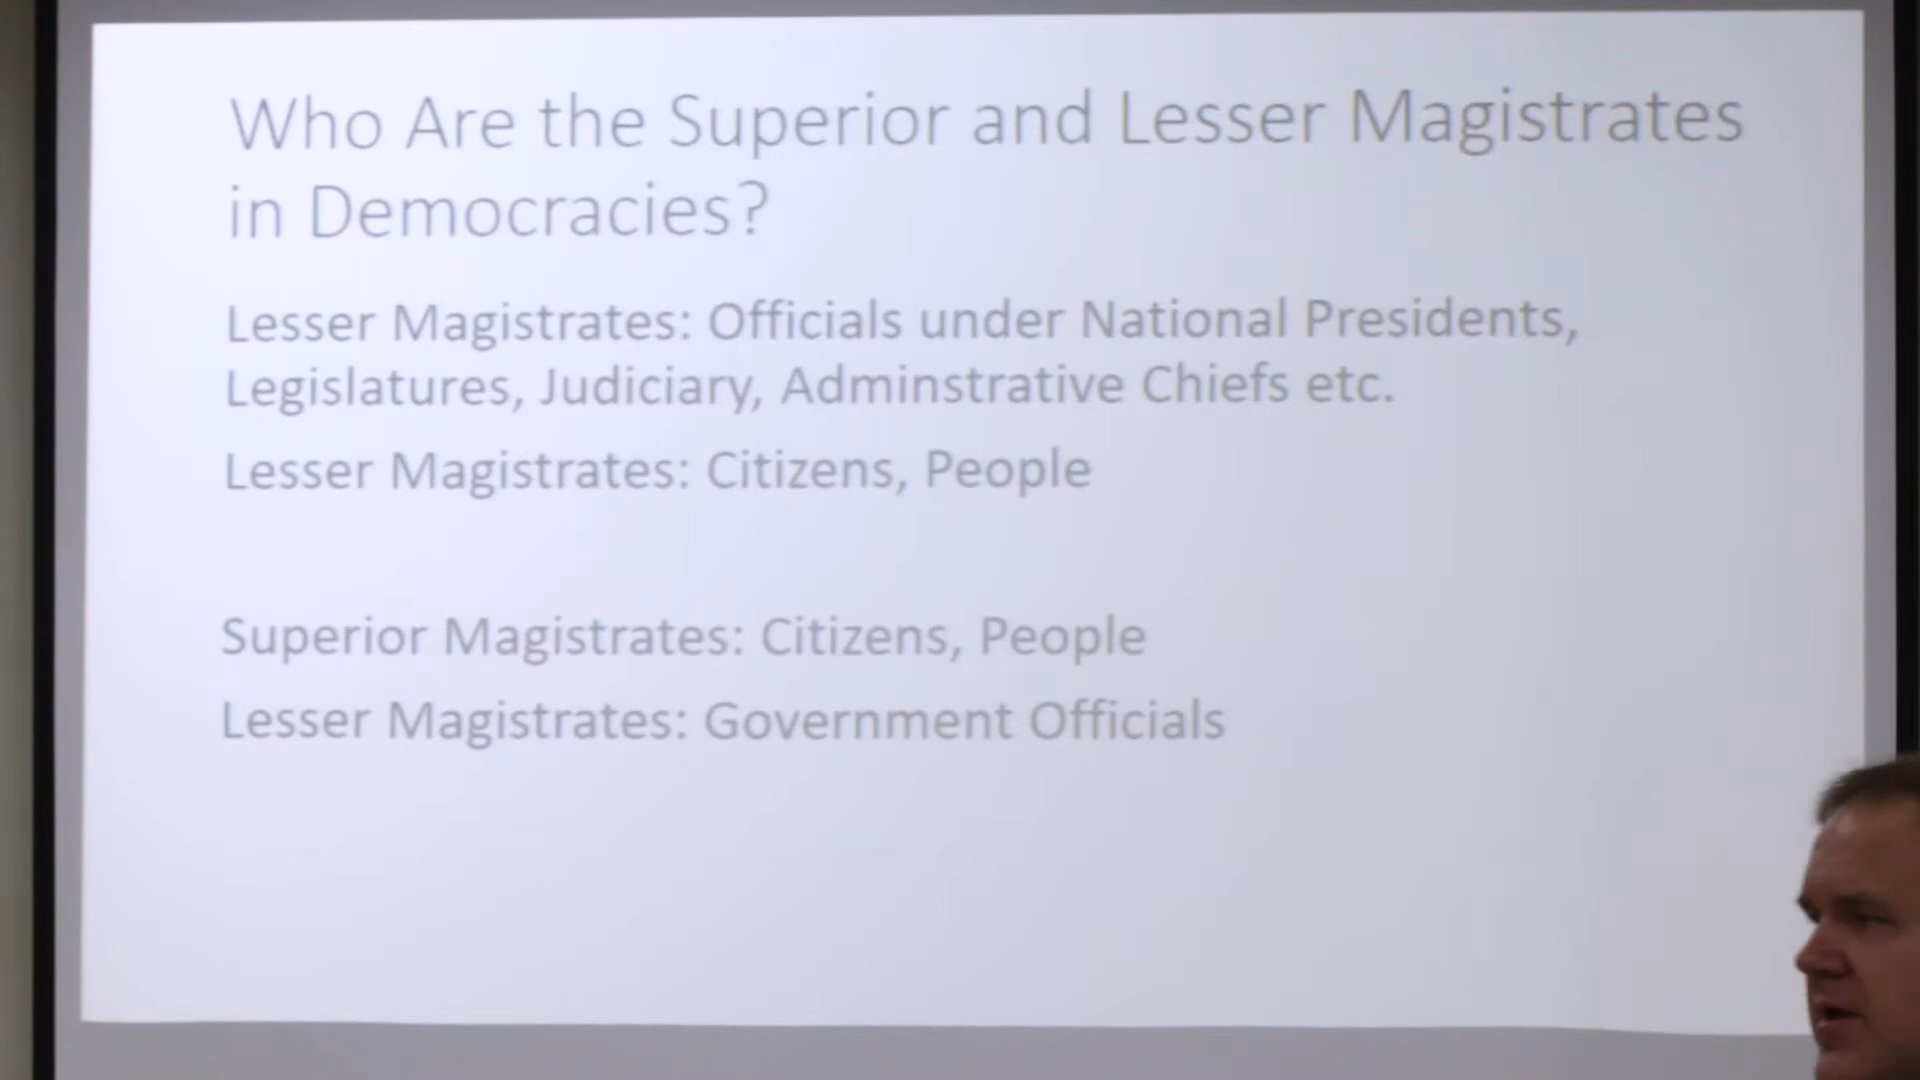 Who Are the Superior and Lesser Magistrates
in Democracies?
Lesser Magistrates: Officials under National Presidents,
Legislatures, Judiciary, Adminstrative Chiefs etc.
Lesser Magistrates: Citizens, People
Superior Magistrates: Citizens, People
Lesser Magistrates: Government Officials